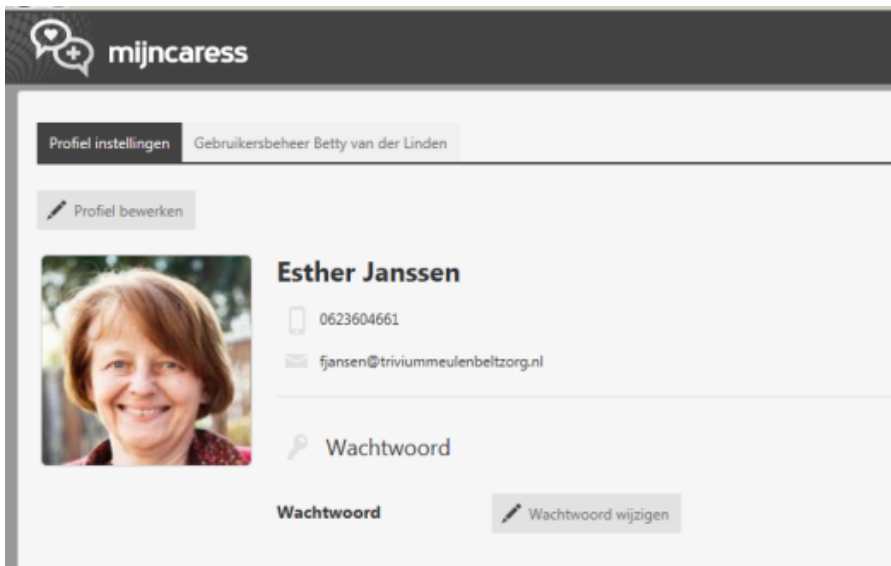 mijncaress
Profiel instellingen Gebruikersbeheer Betty van der Linden
Profiel bewerken
Esther Janssen
0623604661
fjansen@triviummeulenbeltzorg.nl
Wachtwoord
Wachtwoord Wachtwoord wijzigen